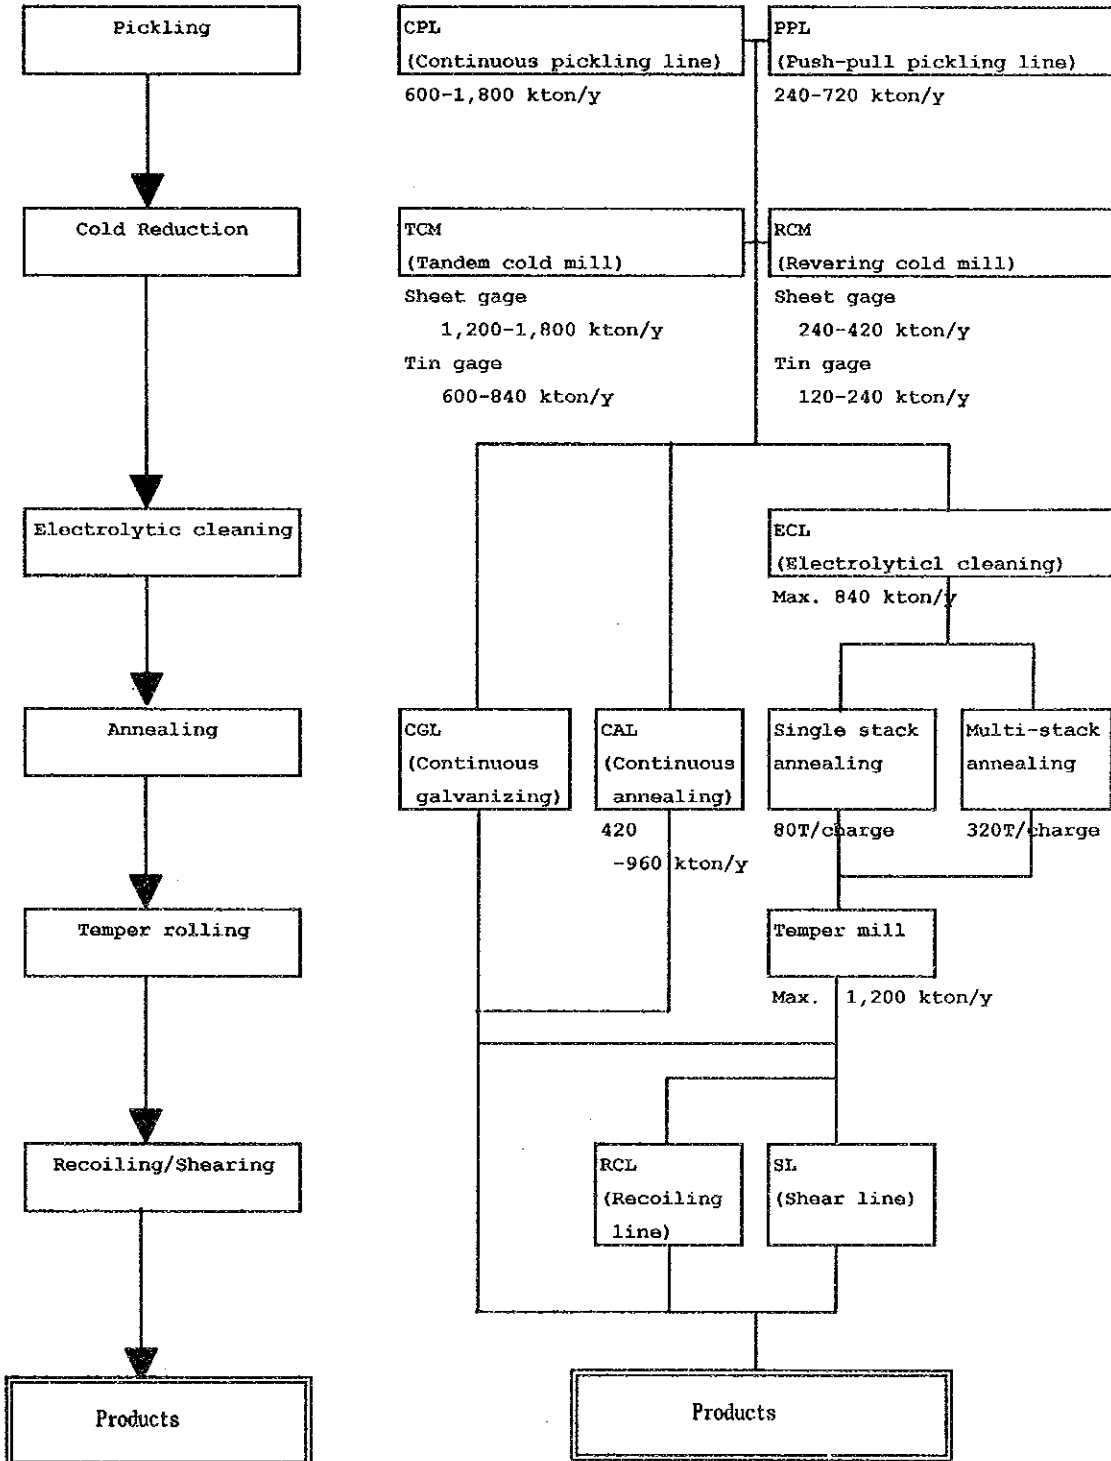 Pickling
CPL
(Continuous pickling line)
600-1,800 kton/y
PPL
(Push-pull pickling line)
240-720 kton/y
Cold Reduction
TCM
(Tandem cold mill)
Sheet gage
1,200-1,800 kton/y
Tin gage
600-840 kton/y
RCM
(Revering cold mill)
Sheet gage
240-420 kton/y
Tin gage
120-240 kton/y
Electrolytic cleaning
ECL
(Electrolyticl cleaning)
Max. 840 kton/y
Annealing
CGL
(Continuous
galvanizing)
CAL
(Continuous
annealing)
420
-960 kton/y
Single stack
annealing
80T/charge
Multi-stack
annealing
320T/charge
Temper rolling
Temper mill
Max. 1,200 kton/y
Recoiling/Shearing
RCL
(Recoiling
line)
SL
(Shear line)
Products
Products